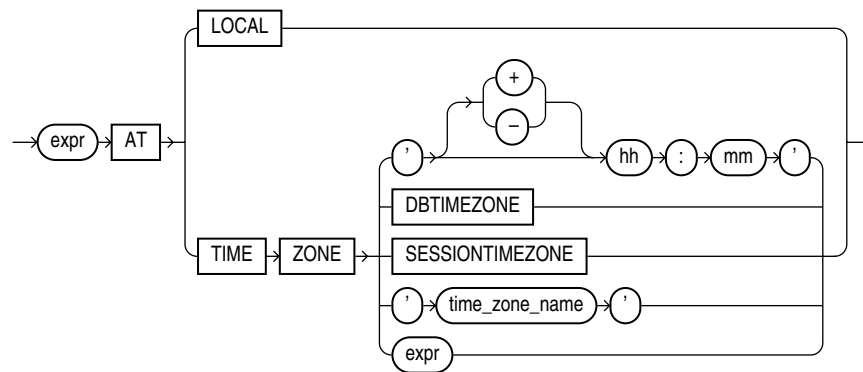 LOCAL
+
−
expr AT
' hh : mm '
DBTIMEZONE
TIME ZONE SESSIONTIMEZONE
' time_zone_name '
expr